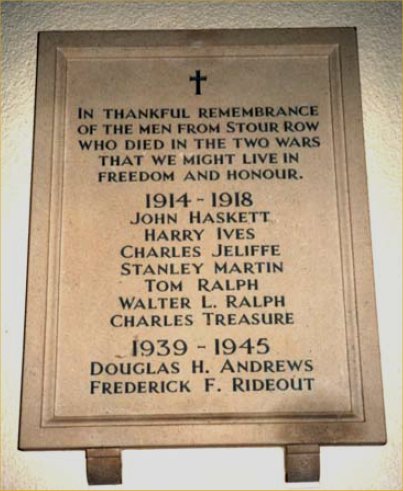 In thankful remembrance
of the men from Stour Row
who died in the two wars
that we might live in
freedom and honour.
1914 - 1918
John Haskett
Harry Ives
Charles Jeliffe
Stanley Martin
Tom Ralph
Walter L. Ralph
Charles Treasure
1939 - 1945
Douglas H. Andrews
Frederick F. Rideout